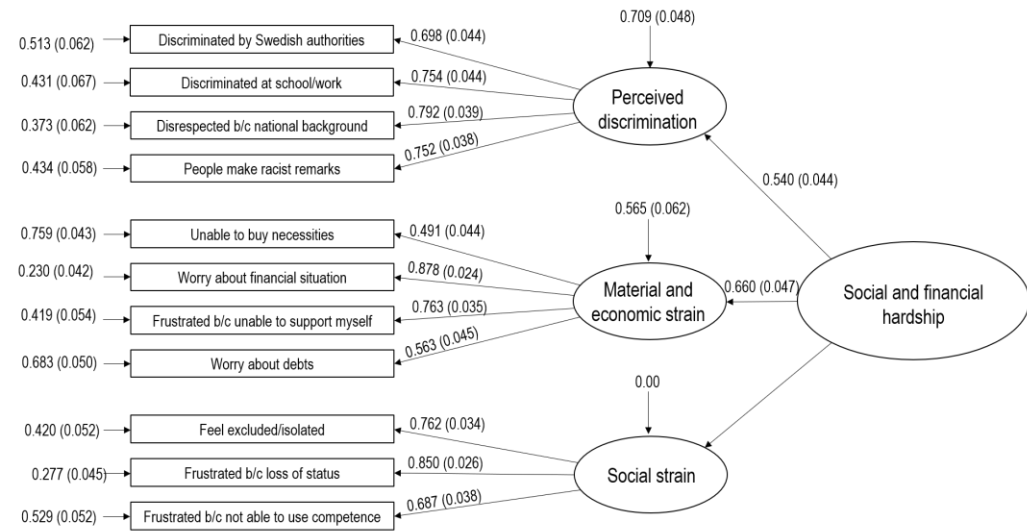 0.709 (0.048)
0.513 (0.062)
Discriminated by Swedish authorities
0.698 (0.044)
0.431 (0.067)
Discriminated at school/work
0.754 (0.044)
Perceived
discrimination
0.373 (0.062)
Disrespected b/c national background
0.792 (0.039)
0.434 (0.058)
People make racist remarks
0.752 (0.038)
0.540 (0.044)
0.565 (0.062)
0.759 (0.043)
Unable to buy necessities
0.491 (0.044)
0.230 (0.042)
Worry about financial situation
0.878 (0.024)
Material and
economic strain
0.660 (0.047)
Social and financial
hardship
0.419 (0.054)
Frustrated b/c unable to support myself
0.763 (0.035)
0.683 (0.050)
Worry about debts
0.563 (0.045)
0.00
0.420 (0.052)
Feel excluded/isolated
0.762 (0.034)
0.277 (0.045)
Frustrated b/c loss of status
0.850 (0.026)
Social strain
0.529 (0.052)
Frustrated b/c not able to use competence
0.687 (0.038)